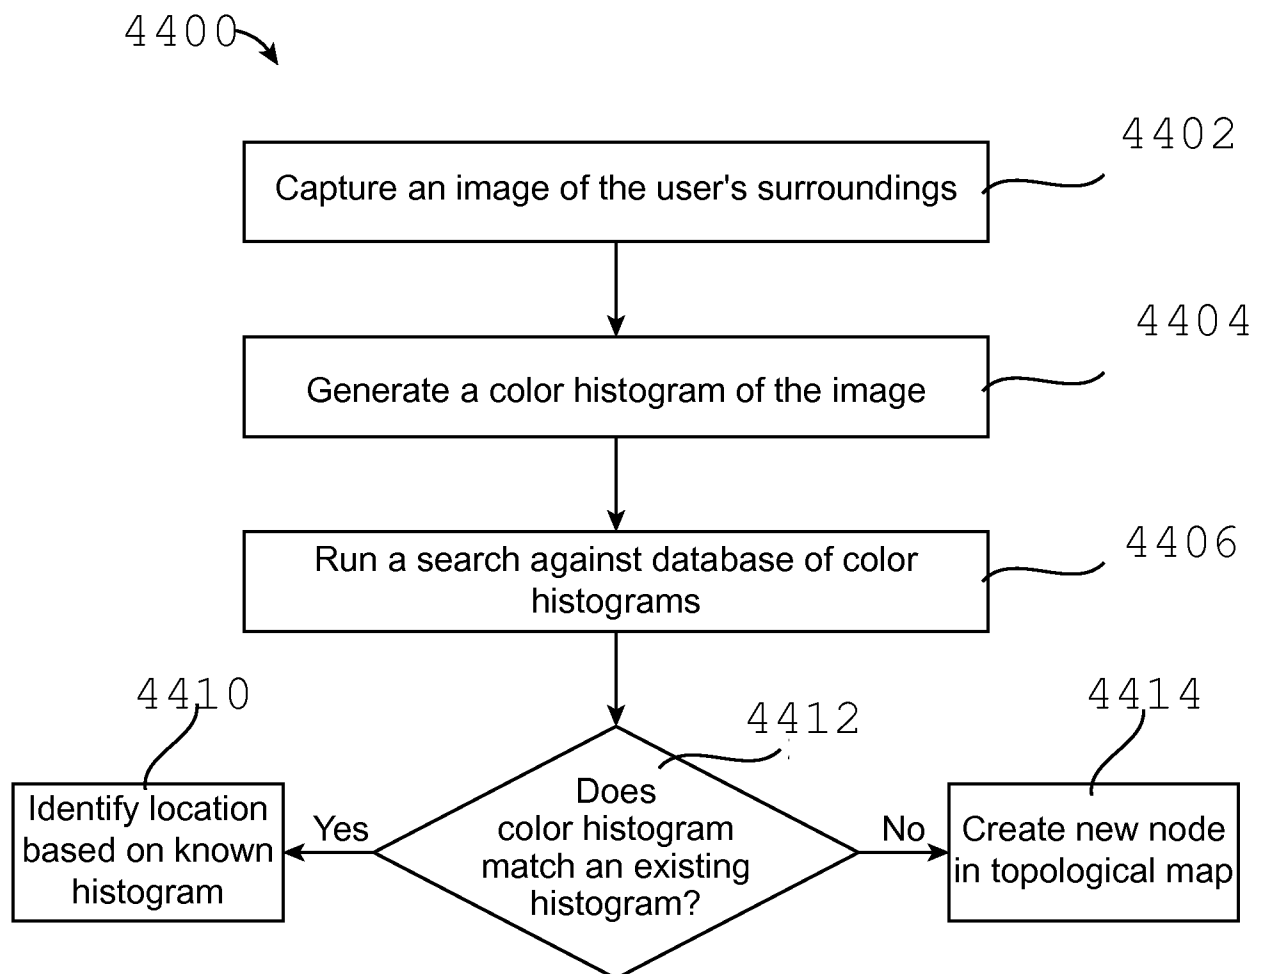 4400
4402
Capture an image of the user's surroundings
4404
Generate a color histogram of the image
4406
Run a search against database of color
histograms
4410
4412
4414
Identify location
based on known
histogram
Yes
Does
color histogram
match an existing
histogram?
No
Create new node
in topological map